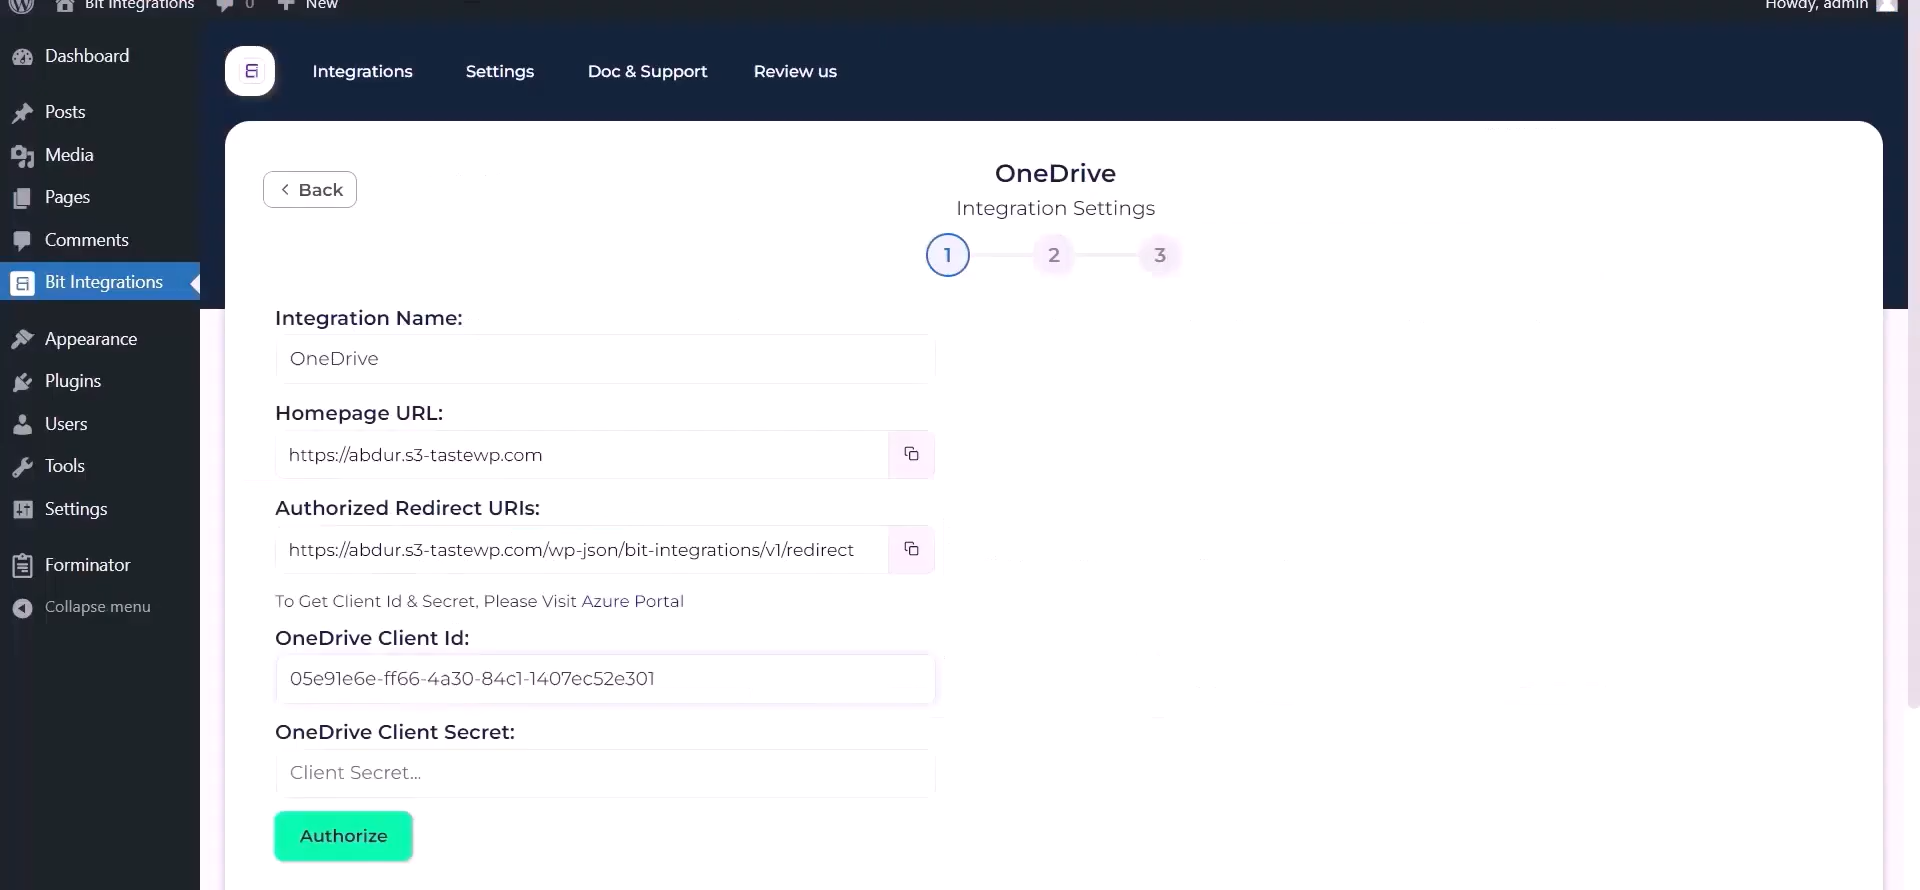 Bit Integrations 0 New
Howdy, admin
Dashboard
Posts
Media
Pages
Comments
Bit Integrations
Appearance
Plugins
Users
Tools
Settings
Forminator
Collapse menu
Integrations Settings Doc & Support Review us
Back
OneDrive
Integration Settings
1 2 3
Integration Name:
OneDrive
Homepage URL:
https://abdur.s3-tastewp.com
Authorized Redirect URIs:
https://abdur.s3-tastewp.com/wp-json/bit-integrations/v1/redirect
To Get Client Id & Secret, Please Visit Azure Portal
OneDrive Client Id:
05e91e6e-ff66-4a30-84c1-1407ec52e301
OneDrive Client Secret:
Client Secret...
Authorize